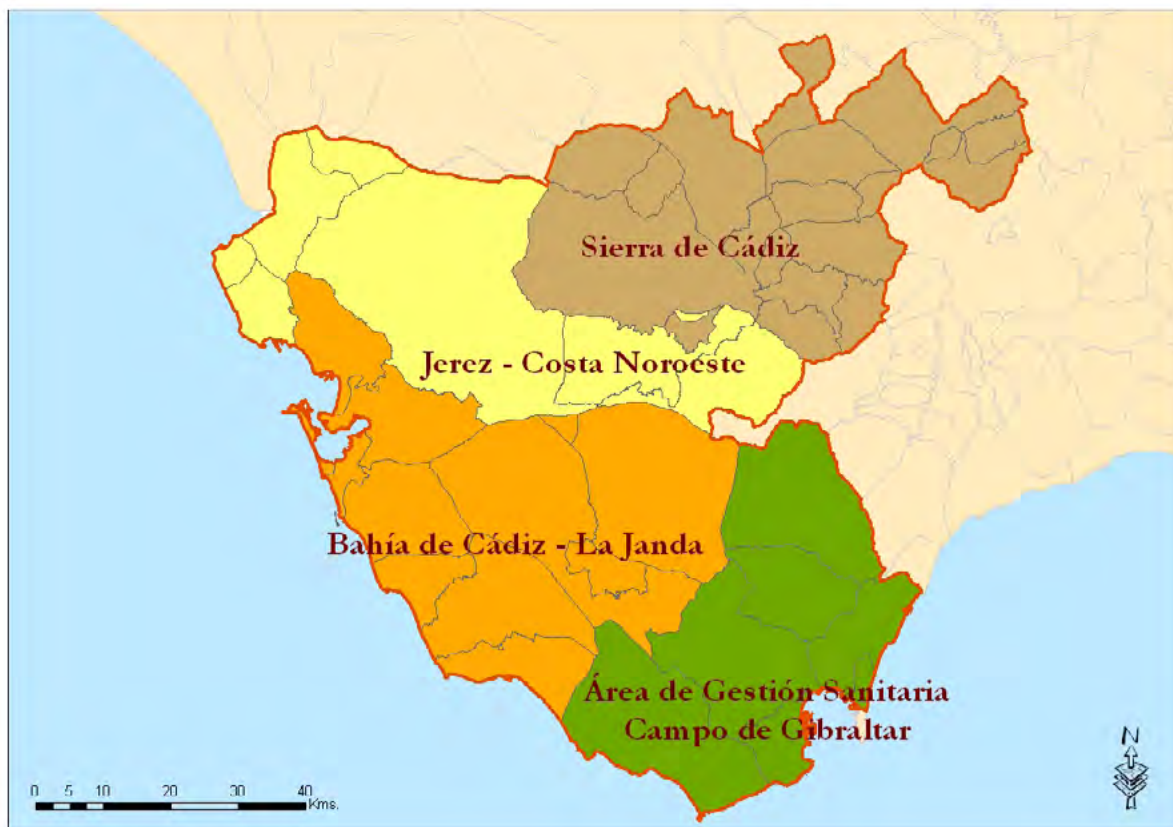 Sierra de Cádiz
Jerez - Costa Noroeste
Bahía de Cádiz - La Janda
Área de Gestión Sanitaria
Campo de Gibraltar
N
0 5 10 20 30 40
Kms.